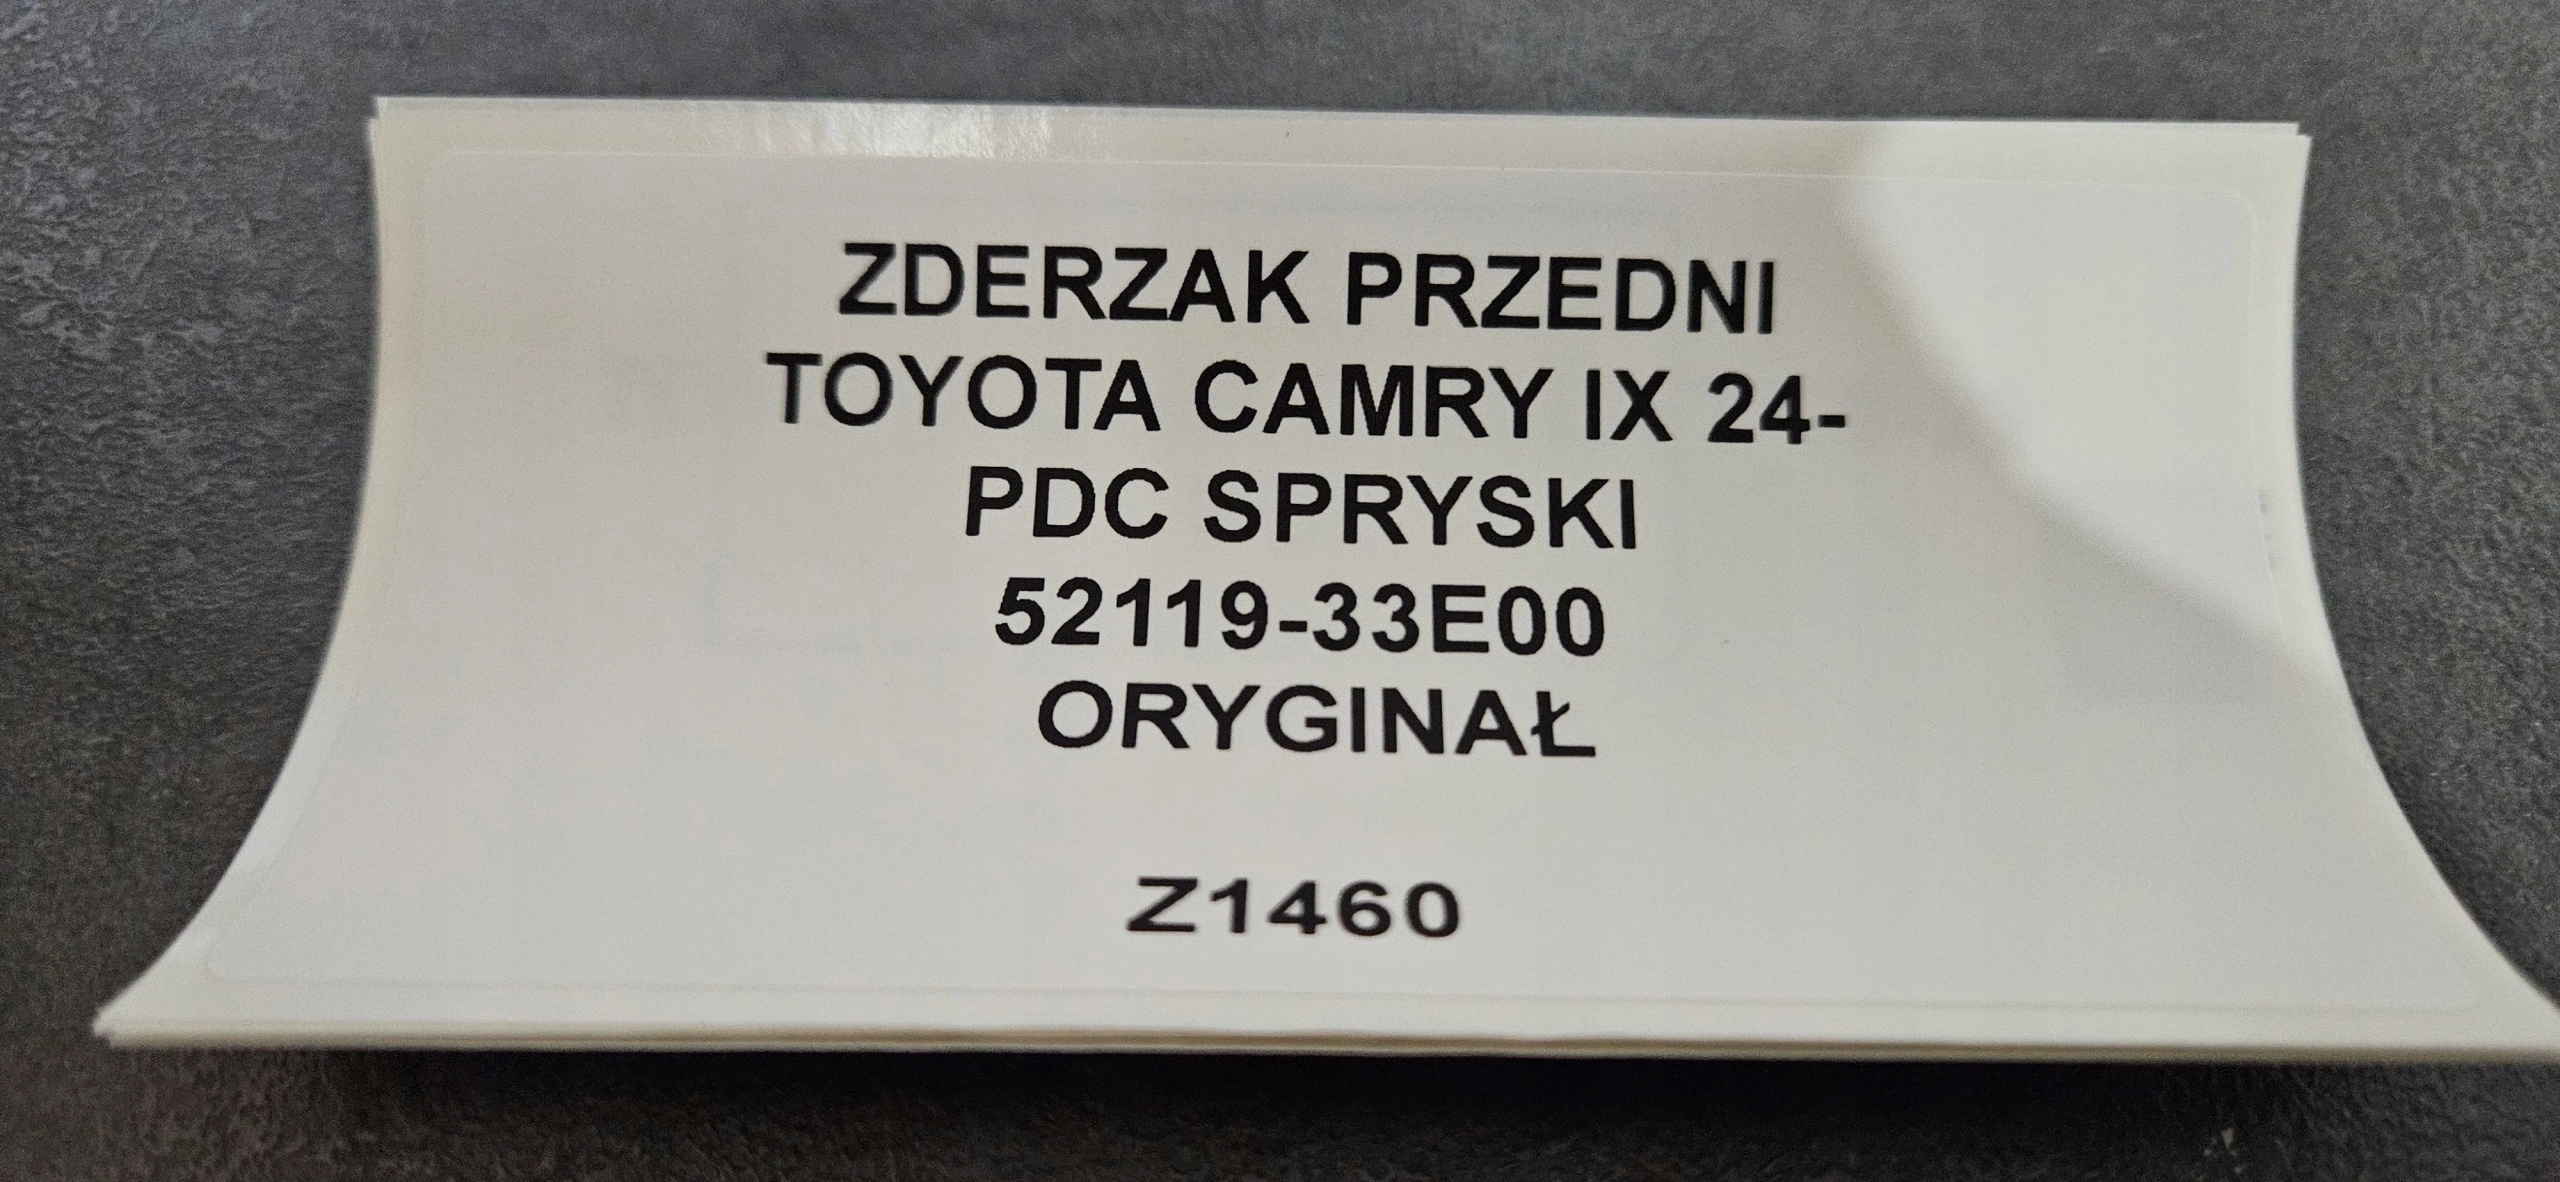 ZDERZAK PRZEDNI
TOYOTA CAMRY IX 24-
PDC SPRYSKI
52119-33E00
ORYGINAŁ
Z1460